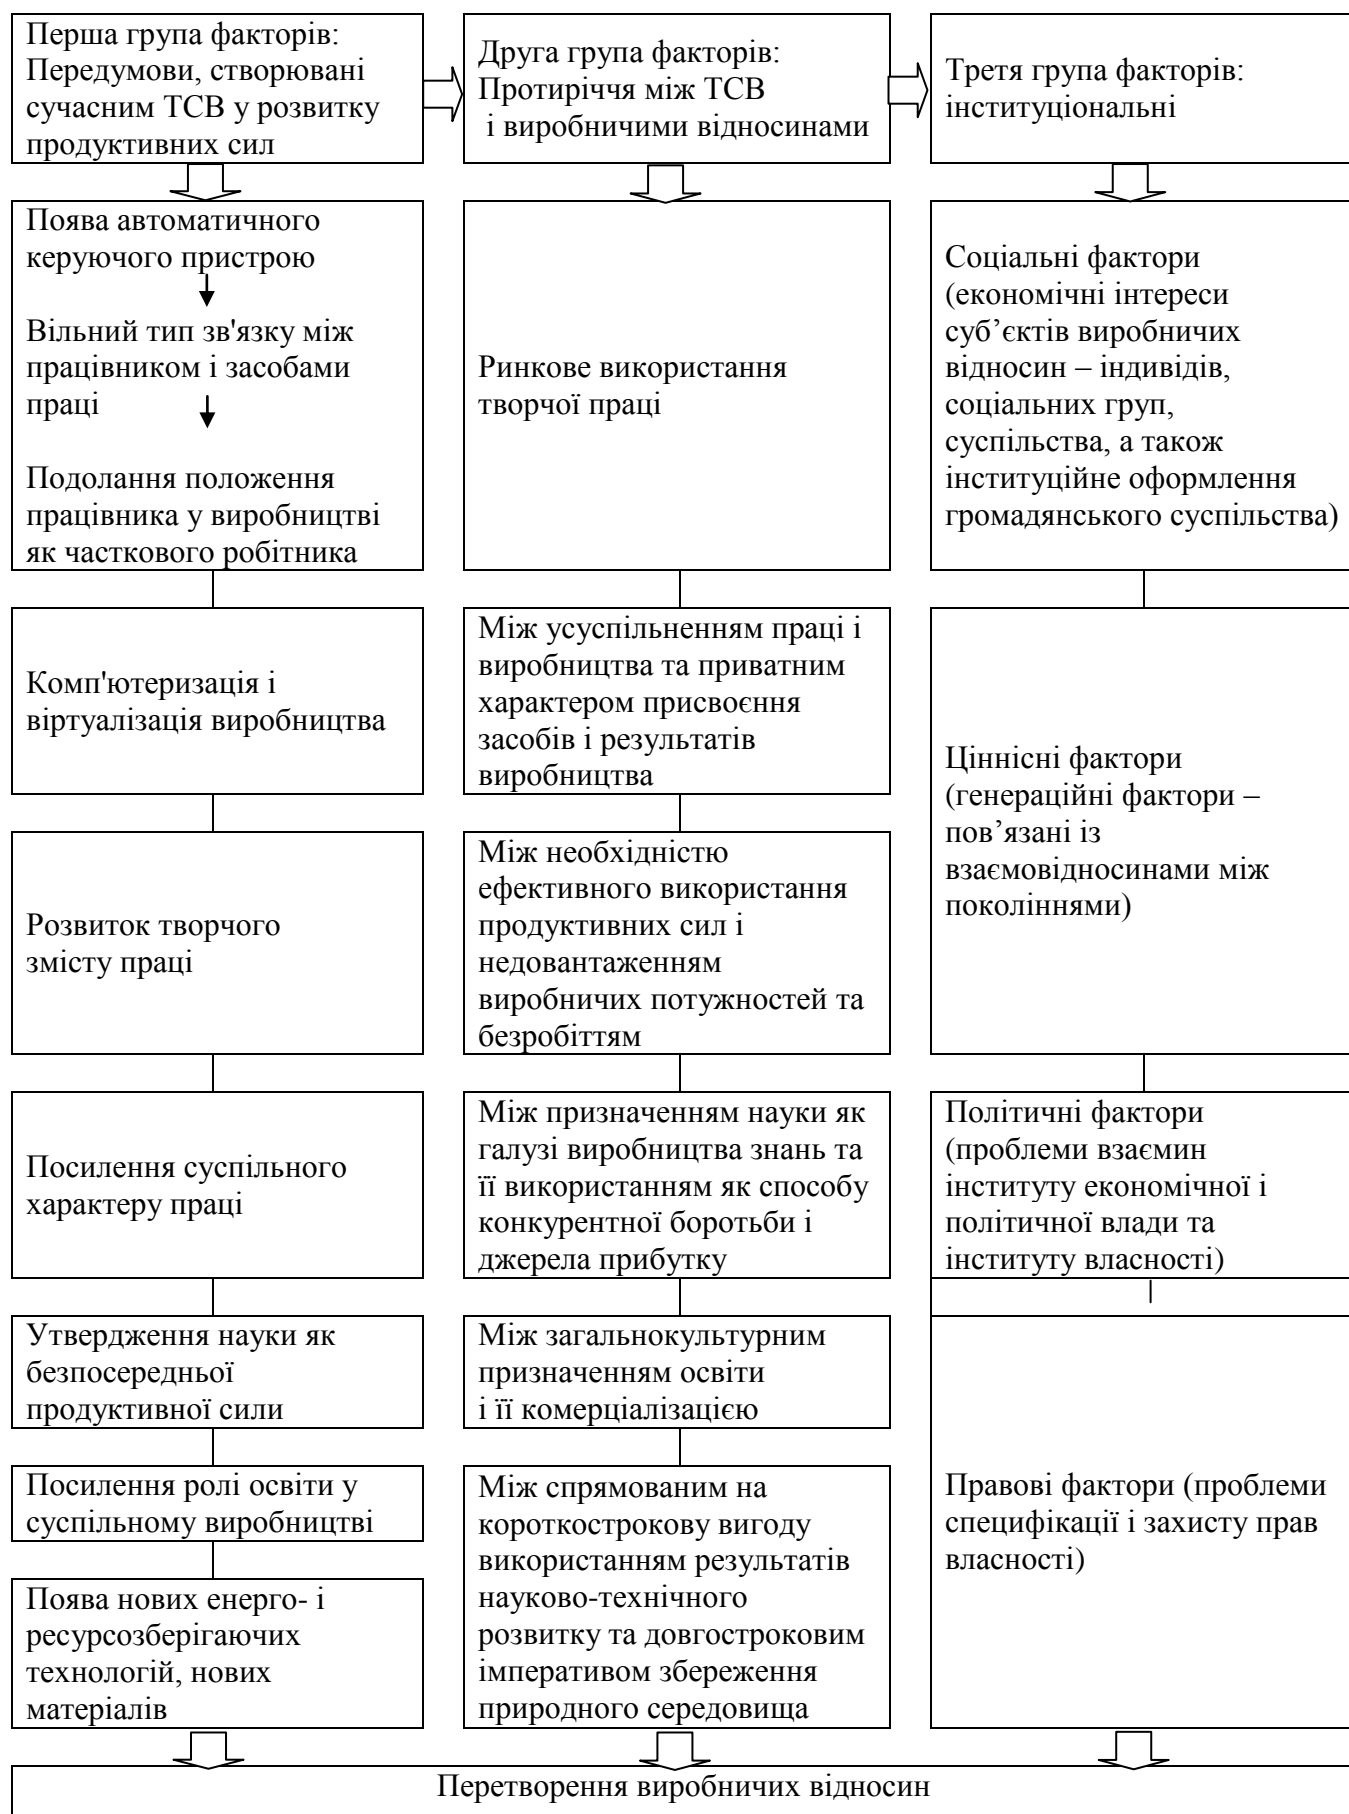 Перша група факторів:
Передумови, створювані
сучасним ТСВ у розвитку
продуктивних сил
Друга група факторів:
Протиріччя між ТСВ
і виробничими відносинами
Третя група факторів:
інституціональні
Поява автоматичного
керуючого пристрою
Вільний тип зв'язку між
працівником і засобами
праці
Подолання положення
працівника у виробництві
як часткового робітника
Ринкове використання
творчої праці
Соціальні фактори
(економічні інтереси
суб’єктів виробничих
відносин – індивідів,
соціальних груп,
суспільства, а також
інституційне оформлення
громадянського суспільства)
Комп'ютеризація і
віртуалізація виробництва
Між усуспільненням праці і
виробництва та приватним
характером присвоєння
засобів і результатів
виробництва
Ціннісні фактори
(генераційні фактори –
пов’язані із
взаємовідносинами між
поколіннями)
Розвиток творчого
змісту праці
Між необхідністю
ефективного використання
продуктивних сил і
недовантаженням
виробничих потужностей та
безробіттям
Посилення суспільного
характеру праці
Між призначенням науки як
галузі виробництва знань та
її використанням як способу
конкурентної боротьби і
джерела прибутку
Політичні фактори
(проблеми взаємин
інституту економічної і
політичної влади та
інституту власності)
Утвердження науки як
безпосередньої
продуктивної сили
Між загальнокультурним
призначенням освіти
і її комерціалізацією
Правові фактори (проблеми
специфікації і захисту прав
власності)
Посилення ролі освіти у
суспільному виробництві
Між спрямованим на
короткострокову вигоду
використанням результатів
науково-технічного
розвитку та довгостроковим
імперативом збереження
природного середовища
Поява нових енерго- і
ресурсозберігаючих
технологій, нових
матеріалів
Перетворення виробничих відносин